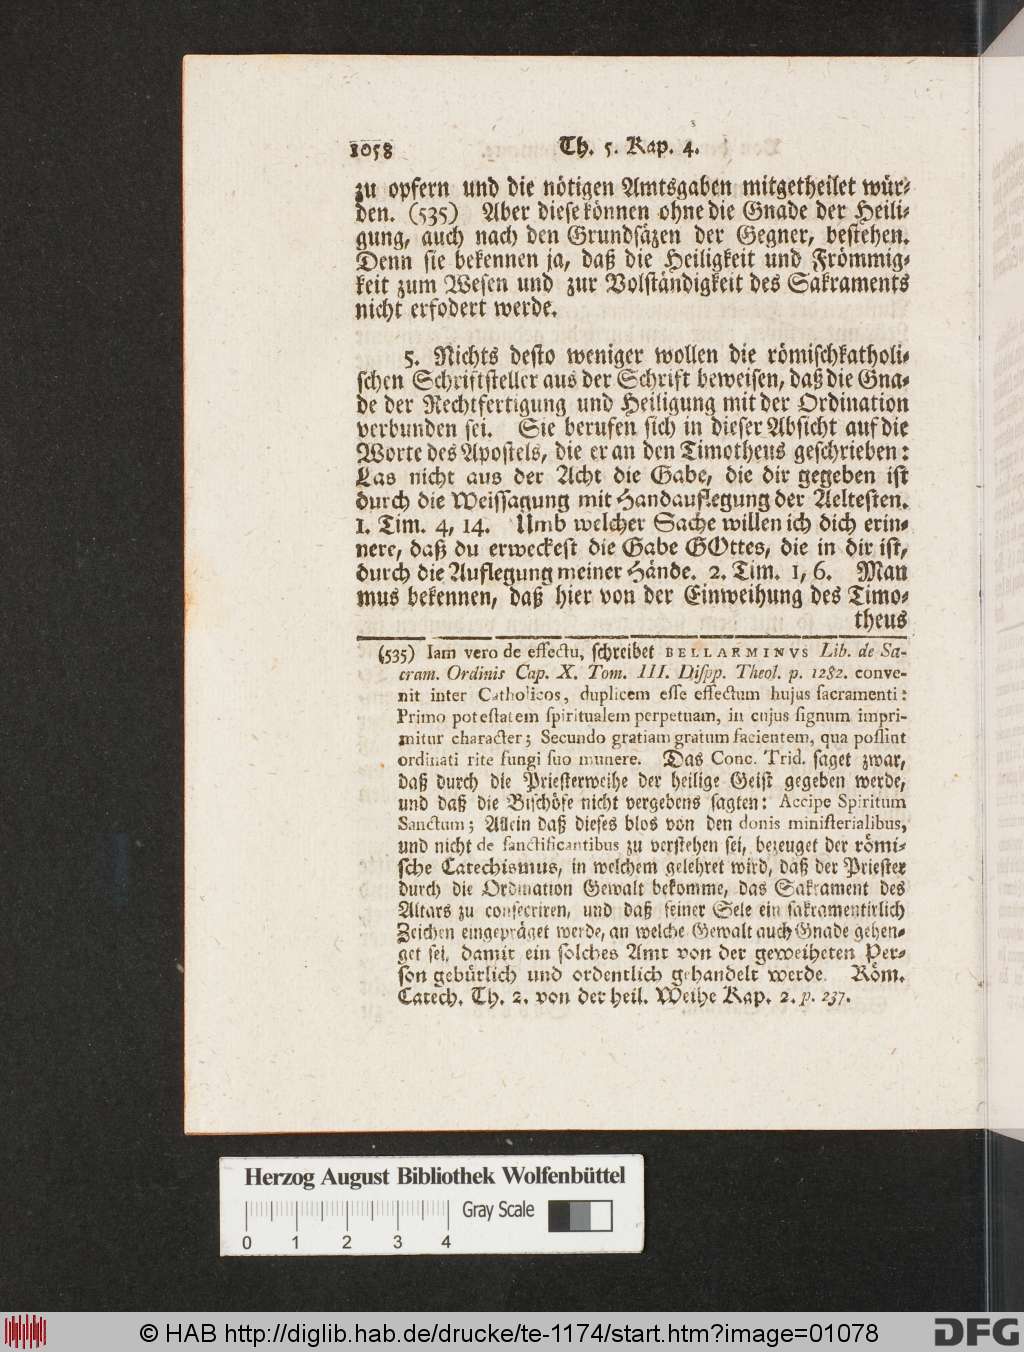 1058 Th. 5. Kap. 4.
zu opfern und die nötigen Amtsgaben mitgetheilet wür-
den. (535) Aber diese können ohne die Gnade der Heili-
gung, auch nach den Grundsäzen der Gegner, bestehen.
Denn sie bekennen ja, daß die Heiligkeit und Frömmig-
keit zum Wesen und zur Volständigkeit des Sakraments
nicht erfodert werde.
5. Nichts desto weniger wollen die römischkatholi-
schen Schriftsteller aus der Schrift beweisen, daß die Gna-
de der Rechtfertigung und Heiligung mit der Ordination
verbunden sei. Sie berufen sich in dieser Absicht auf die
Worte des Apostels, die er an den Timotheus geschrieben:
Las nicht aus der Acht die Gabe, die dir gegeben ist
durch die Weissagung mit Handauflegung der Aeltesten.
1. Tim. 4, 14. Umb welcher Sache willen ich dich erin-
nere, daß du erweckest die Gabe GOttes, die in dir ist,
durch die Auflegung meiner Hände. 2. Tim. 1, 6. Man
mus bekennen, daß hier von der Einweihung des Timo-
theus
(535) Iam vero de effectu, schreibet BELLARMINVS Lib. de Sa-
cram. Ordinis Cap. X. Tom. III. Dispp. Theol. p. 1282. conve-
nit inter Catholicos, duplicem esse effectum hujus sacramenti:
Primo potestatem spiritualem perpetuam, in cujus signum impri-
mitur character; Secundo gratiam gratum facientem, qua possint
ordinati rite fungi suo munere. Das Conc. Trid. saget zwar,
daß durch die Priesterweihe der heilige Geist gegeben werde,
und daß die Bischöfe nicht vergebens sagten: Accipe Spiritum
Sanctum; Allein daß dieses blos von den donis ministerialibus,
und nicht de sanctificantibus zu verstehen sei, bezeuget der römi-
sche Catechismus, in welchem gelehret wird, daß der Priester
durch die Ordination Gewalt bekomme, das Sakrament des
Altars zu consecriren, und daß seiner Sele ein sakramentirlich
Zeichen eingepräget werde, an welche Gewalt auch Gnade gehen-
get sei, damit ein solches Amt von der geweiheten Per-
son gebürlich und ordentlich gehandelt werde. Röm.
Catech. Th. 2. von der heil. Weihe Kap. 2. p. 237.
Herzog August Bibliothek Wolfenbüttel
Gray Scale
0 1 2 3 4
© HAB http://diglib.hab.de/drucke/te-1174/start.htm?image=01078
DFG